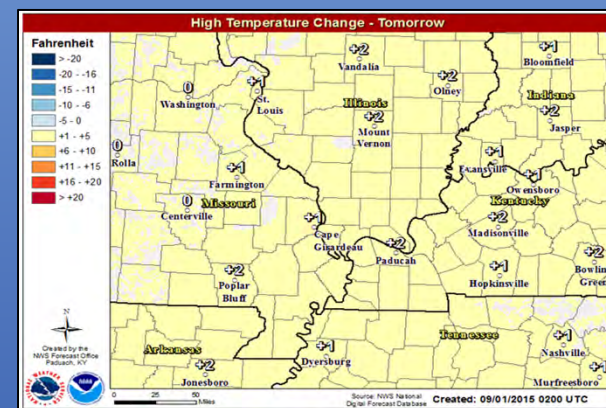 High Temperature Change - Tomorrow
Fahrenheit
> -20
-20 - -16
-15 - -11
-10 - -6
-5 - 0
+1 - +5
+6 - +10
+11 - +15
+16 - +20
> +20
+2
Vandalia
+1
Bloomfield
0
Washington
+1
St.
Louis
+2
Olney
Illinois
Indiana
+2
Mount
Vernon
+2
Jasper
0
Rolla
+1
Farmington
+1
Evansville
+1
Owensboro
0
Centerville
Missouri
Kentucky
+1
Cape
Girardeau
+2
Madisonville
+2
Paducah
+2
Poplar
Bluff
+1
Hopkinsville
+2
Bowlin
Green
N
Created by the
NWS Forecast Office
Paducah, KY
Arkansas
Tennessee
+1
Dyersburg
+1
Nashville
+2
Jonesboro
+1
Murfreesboro
0 25 50
Miles
Source: NWS National
Digital Forecast Database
Created: 09/01/2015 0200 UTC